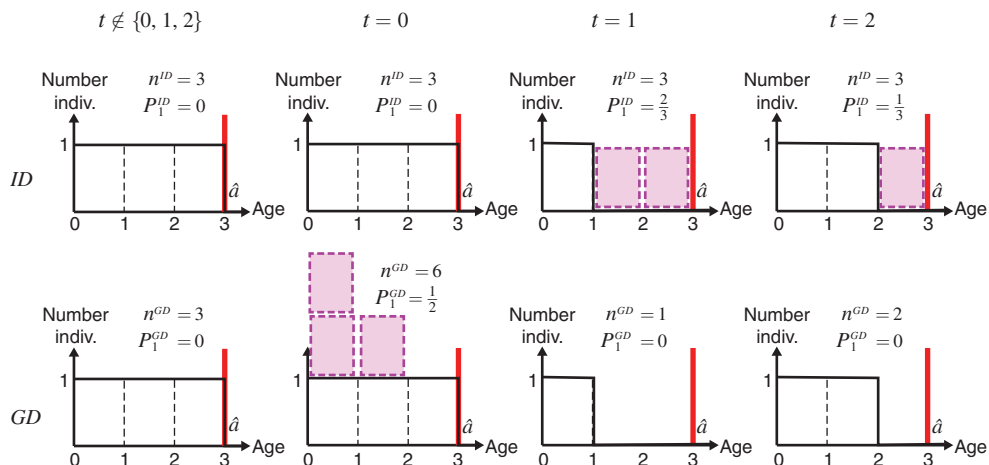 t ∉ {0, 1, 2} t = 0 t = 1 t = 2
Number indiv. n^{ID} = 3 P_1^{ID} = 0
1
ID
â
0 1 2 3 Age
Number indiv. n^{ID} = 3 P_1^{ID} = 0
1
â
0 1 2 3 Age
Number indiv. n^{ID} = 3 P_1^{ID} = 2/3
1
â
0 1 2 3 Age
Number indiv. n^{ID} = 3 P_1^{ID} = 1/3
1
â
0 1 2 3 Age
Number indiv. n^{GD} = 3 P_1^{GD} = 0
1
GD
â
0 1 2 3 Age
Number indiv. n^{GD} = 6 P_1^{GD} = 1/2
1
â
0 1 2 3 Age
Number indiv. n^{GD} = 1 P_1^{GD} = 0
1
â
0 1 2 3 Age
Number indiv. n^{GD} = 2 P_1^{GD} = 0
1
â
0 1 2 3 Age